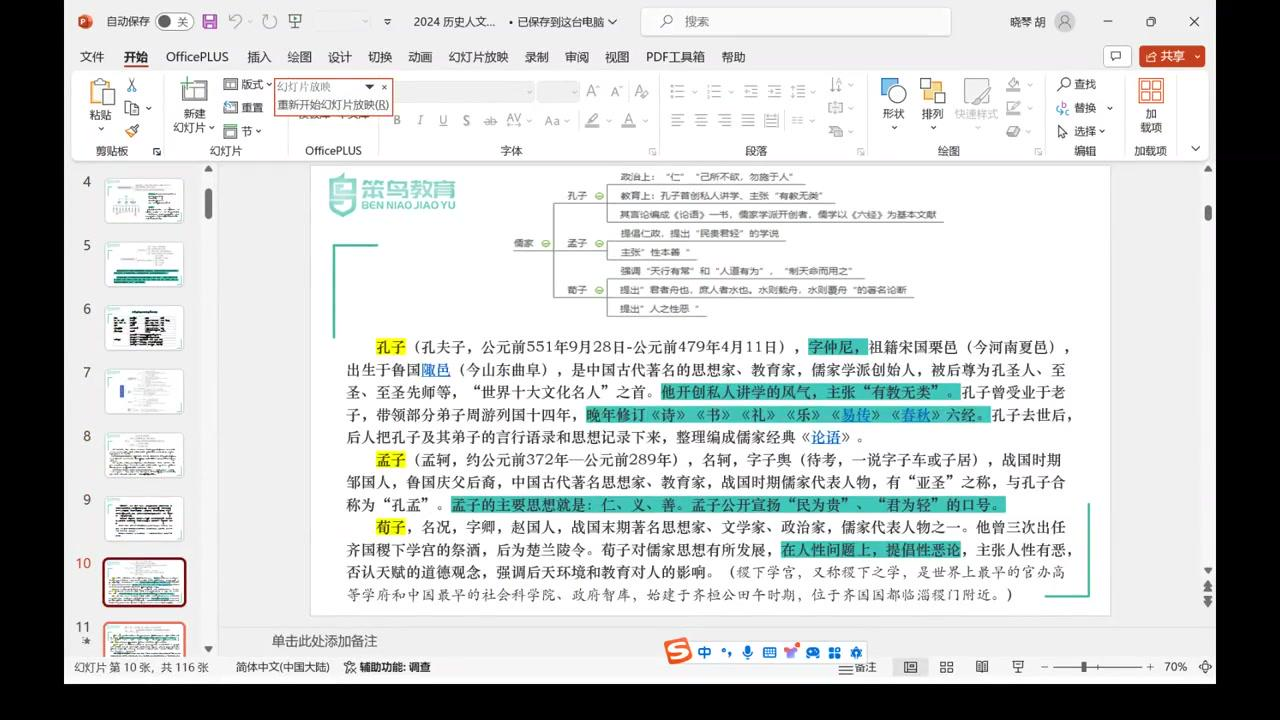 自动保存 关 2024 历史人文... • 已保存到这台电脑 搜索 晓琴 胡
文件 开始 OfficePLUS 插入 绘图 设计 切换 动画 幻灯片放映 录制 审阅 视图 PDF工具箱 帮助 共享
幻灯片放映
重新开始幻灯片放映(R)
粘贴 新建
幻灯片 版式 重置 节
形状 排列 快速样式 查找 替换 选择 加
载项
剪贴板 幻灯片 OfficePLUS 字体 段落 绘图 编辑 加载项
4
5
6
7
8
9
10
11
笨鸟教育
BEN NIAO JIAO YU
政治上:“仁” “己所不欲,勿施于人”
孔子 教育上:孔子首创私人讲学、主张“有教无类”
其言论编成《论语》一书,儒家学派开创者,儒学以《六经》为基本文献
提倡仁政,提出“民贵君轻”的学说
儒家 孟子
主张“性本善 ”
强调“天行有常”和“人道有为”,“制天命而用之”
荀子 提出“君者舟也,庶人者水也。水则载舟,水则覆舟 ”的著名论断
提出“人之性恶 ”
孔子(孔夫子,公元前551年9月28日-公元前479年4月11日),字仲尼,祖籍宋国栗邑(今河南夏邑),
出生于鲁国陬邑(今山东曲阜),是中国古代著名的思想家、教育家,儒家学派创始人,被后尊为孔圣人、至
圣、至圣先师等,“世界十大文化名人”之首。他开创私人讲学的风气,主张“有教无类”。孔子曾受业于老
子,带领部分弟子周游列国十四年,晚年修订《诗》《书》《礼》《乐》《易传》《春秋》六经。孔子去世后,
后人把孔子及其弟子的言行语录和思想记录下来,整理编成儒家经典《论语》。
孟子(孟轲,约公元前372年—公元前289年),名轲,字子舆(待考,一说字子车或子居),战国时期
邹国人,鲁国庆父后裔,中国古代著名思想家、教育家,战国时期儒家代表人物,有“亚圣”之称,与孔子合
称为“孔孟”。孟子的主要思想就是:仁、义、善。孟子公开宣扬“民为贵” “君为轻”的口号。
荀子,名况,字卿,赵国人,战国末期著名思想家、文学家、政治家,儒家代表人物之一。他曾三次出任
齐国稷下学宫的祭酒,后为楚兰陵令。荀子对儒家思想有所发展,在人性问题上,提倡性恶论,主张人性有恶,
否认天赋的道德观念,强调后天环境和教育对人的影响。(稷下学宫,又称稷下之学,是世界上最早的官办高
等学府和中国最早的社会科学院、政府智库,始建于齐桓公田午时期,位于齐国国都临淄稷门附近。)
单击此处添加备注
幻灯片 第 10 张,共 116 张 简体中文(中国大陆) 辅助功能: 调查 中 备注 70%